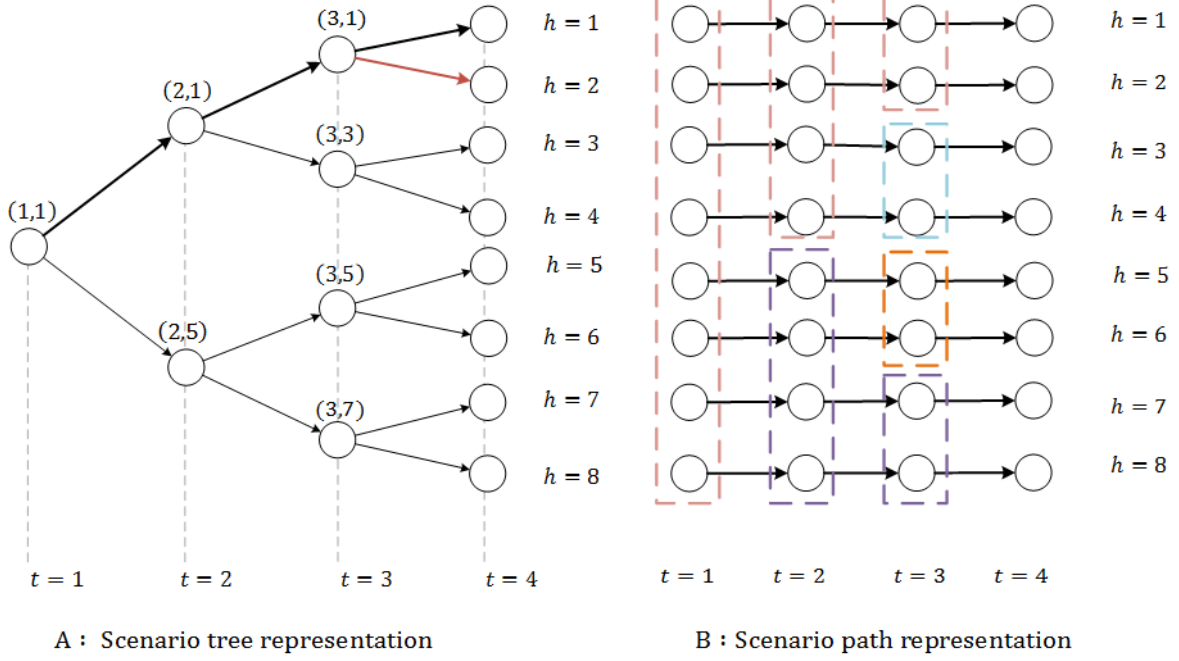 (3,1)
h = 1
(2,1)
h = 2
(3,3)
h = 3
(1,1)
h = 4
(3,5)
h = 5
(2,5)
h = 6
(3,7)
h = 7
h = 8
t = 1 t = 2 t = 3 t = 4
A : Scenario tree representation
h = 1
h = 2
h = 3
h = 4
h = 5
h = 6
h = 7
h = 8
t = 1 t = 2 t = 3 t = 4
B : Scenario path representation